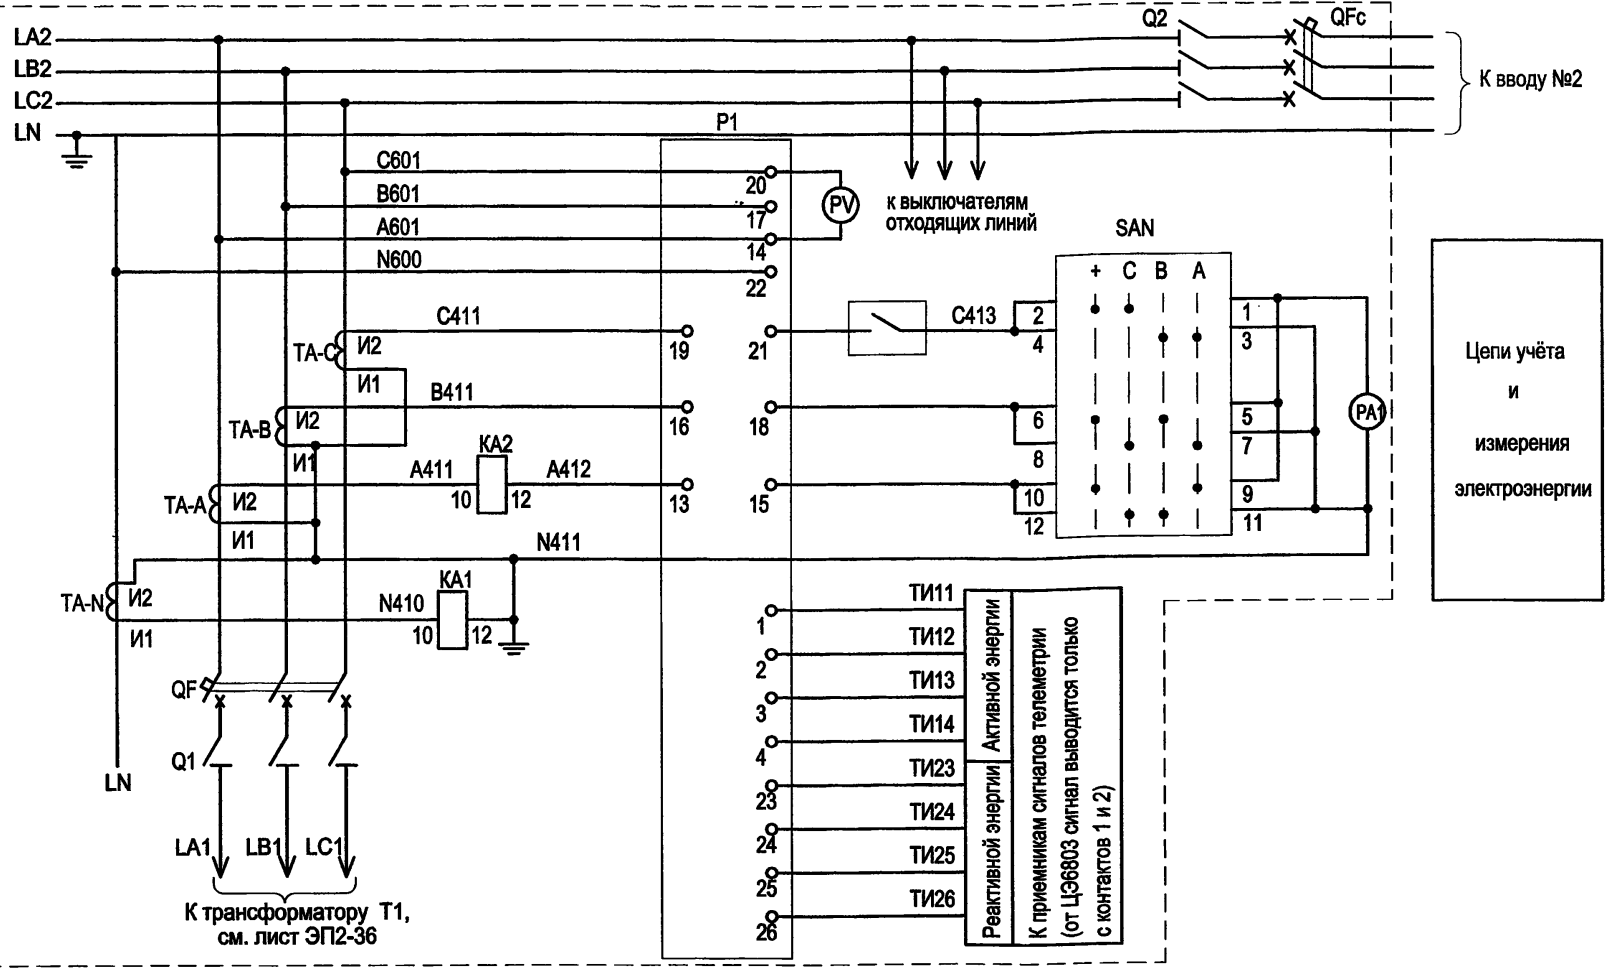 Q2
QFc
LA2
LB2
LC2
LN
К вводу №2
P1
C601
20
B601
17
A601
14
N600
22
PV
к выключателям
отходящих линий
SAN
+ C B A
C411
19
21
C413
2
4
1
3
TA-C
И2
И1
B411
16
18
6
8
5
7
TA-B
И2
И1
PA1
KA2
A411
10
12
A412
13
15
10
12
9
11
TA-A
И2
И1
N411
Цепи учёта
и
измерения
электроэнергии
TA-N
И2
И1
KA1
N410
10
12
1
ТИ11
2
ТИ12
3
ТИ13
4
ТИ14
23
ТИ23
24
ТИ24
25
ТИ25
26
ТИ26
Активной энергии
Реактивной энергии
К приемникам сигналов телеметрии
(от ЦЭ6803 сигнал выводится только
с контактов 1 и 2)
QF
Q1
LN
LA1
LB1
LC1
К трансформатору Т1,
см. лист ЭП2-36